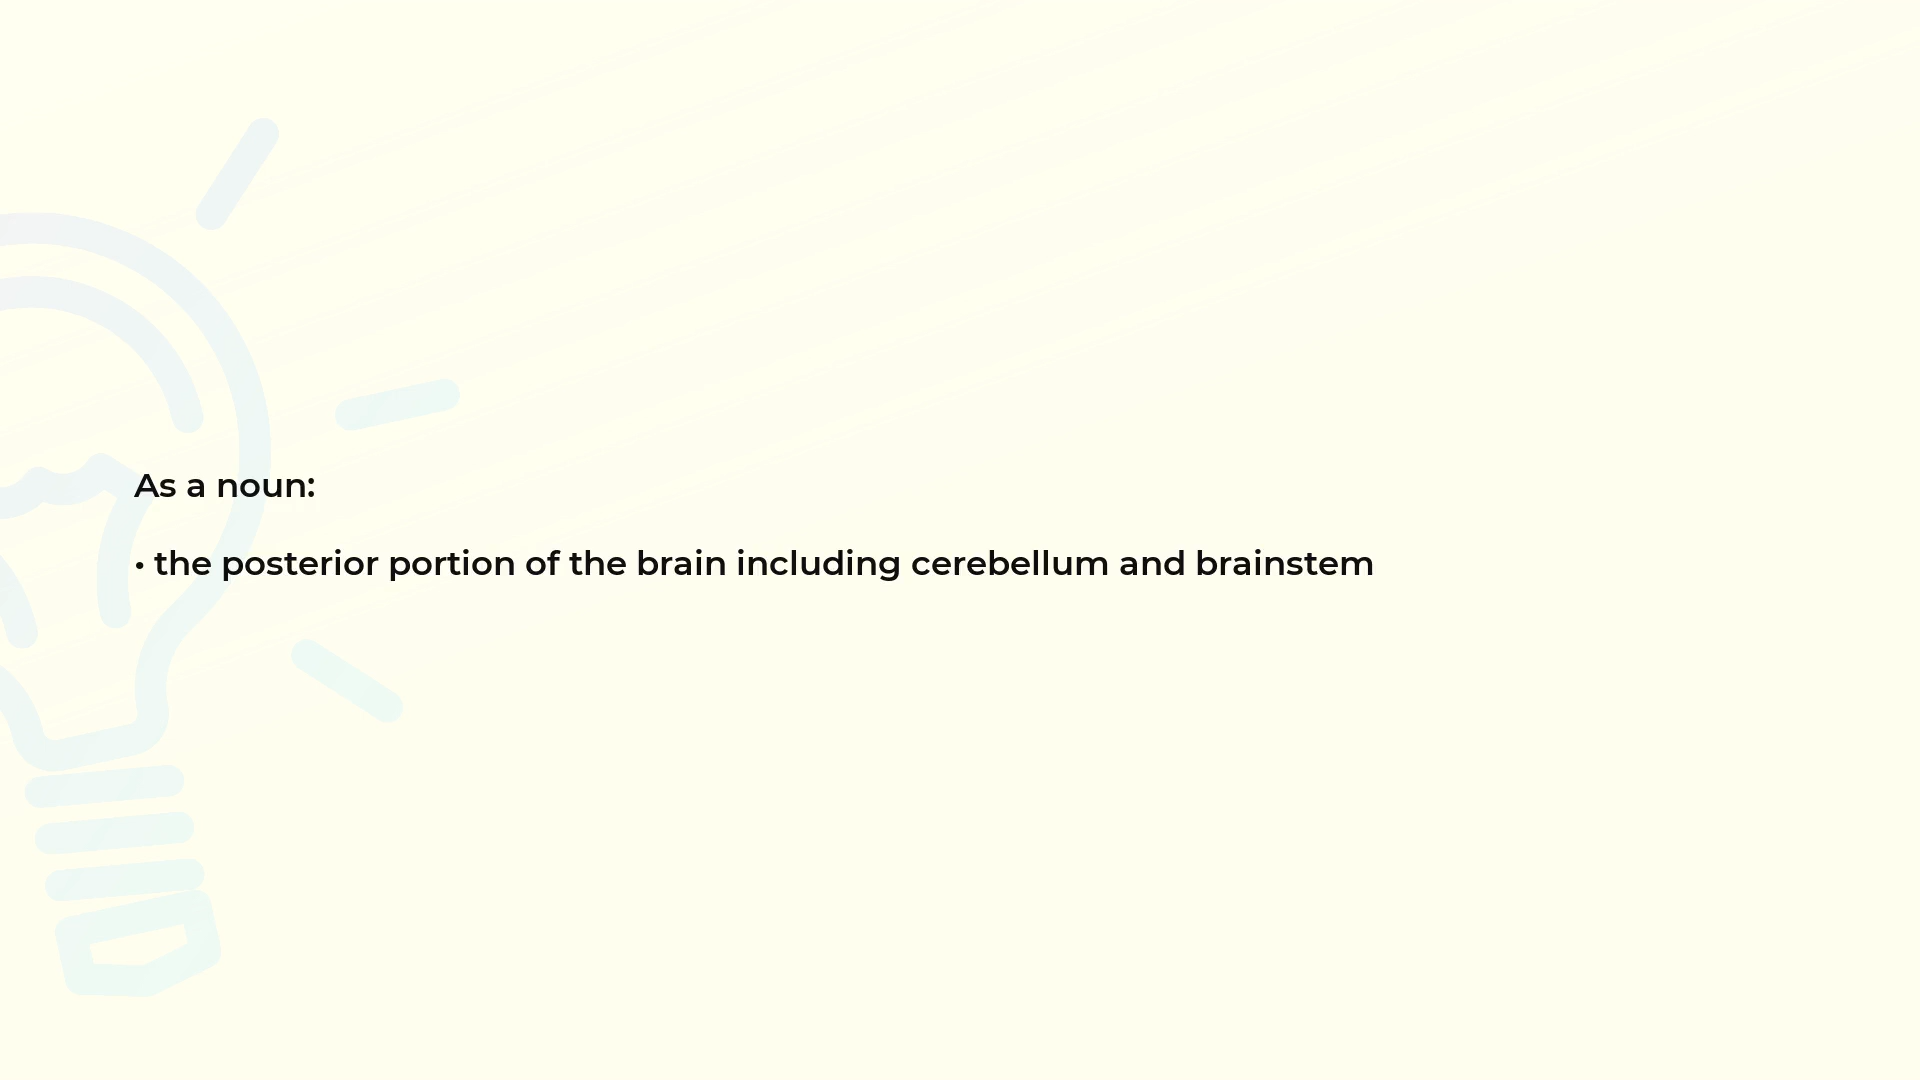 As a noun:
• the posterior portion of the brain including cerebellum and brainstem